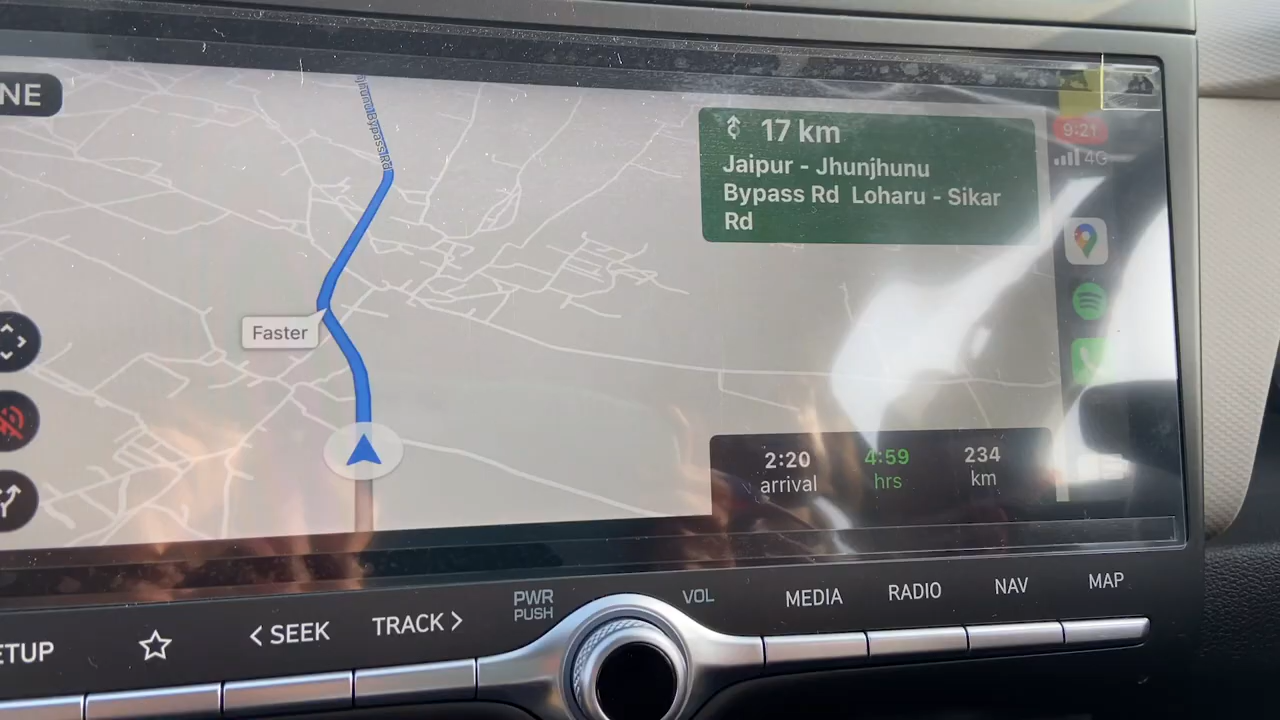 NE
17 km
Jaipur - Jhunjhunu
Bypass Rd Loharu - Sikar
Rd
9:21
4G
Faster
2:20
arrival
4:59
hrs
234
km
ETUP
< SEEK
TRACK >
PWR
PUSH
VOL
MEDIA
RADIO
NAV
MAP